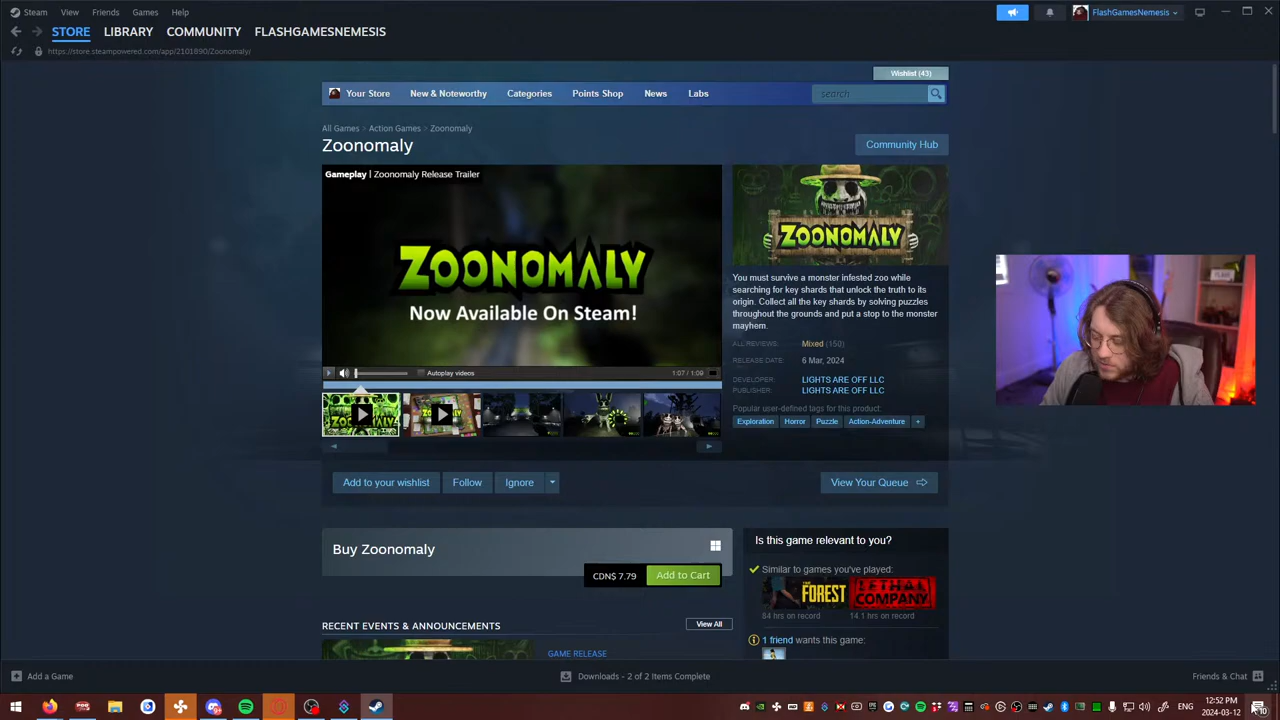 Steam View Friends Games Help
FlashGamesNemesis
STORE LIBRARY COMMUNITY FLASHGAMESNEMESIS
https://store.steampowered.com/app/2101890/Zoonomaly/
Wishlist (43)
Your Store New & Noteworthy Categories Points Shop News Labs
search
All Games > Action Games > Zoonomaly
Zoonomaly
Community Hub
Gameplay | Zoonomaly Release Trailer
ZOONOMALY
Now Available On Steam!
Autoplay videos
1:07 / 1:09
ZOONOMALY
You must survive a monster infested zoo while
searching for key shards that unlock the truth to its
origin. Collect all the key shards by solving puzzles
throughout the grounds and put a stop to the monster
mayhem.
ALL REVIEWS: Mixed (150)
RELEASE DATE: 6 Mar, 2024
DEVELOPER: LIGHTS ARE OFF LLC
PUBLISHER: LIGHTS ARE OFF LLC
Popular user-defined tags for this product:
Exploration Horror Puzzle Action-Adventure +
Add to your wishlist Follow Ignore
View Your Queue
Buy Zoonomaly
CDN$ 7.79 Add to Cart
Is this game relevant to you?
Similar to games you've played:
THE FOREST
LETHAL COMPANY
84 hrs on record 14.1 hrs on record
1 friend wants this game:
RECENT EVENTS & ANNOUNCEMENTS
View All
GAME RELEASE
Add a Game
Downloads - 2 of 2 Items Complete
Friends & Chat
ENG
12:52 PM
2024-03-12